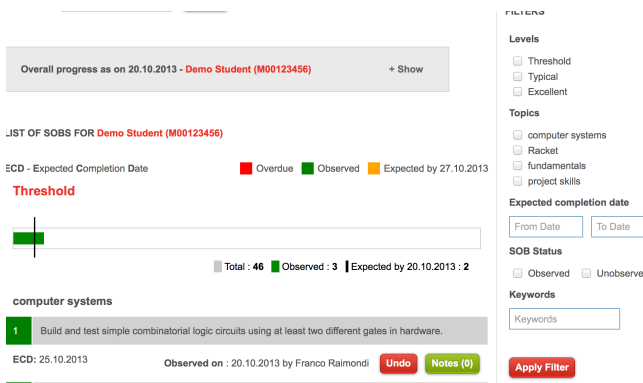 Overall progress as on 20.10.2013 - Demo Student (M00123456)
+ Show
LIST OF SOBS FOR Demo Student (M00123456)
ECD - Expected Completion Date
Overdue
Observed
Expected by 27.10.2013
Threshold
Total : 46
Observed : 3
Expected by 20.10.2013 : 2
computer systems
1
Build and test simple combinatorial logic circuits using at least two different gates in hardware.
ECD: 25.10.2013
Observed on : 20.10.2013 by Franco Raimondi
Undo
Notes (0)
FILTERS
Levels
Threshold
Typical
Excellent
Topics
computer systems
Racket
fundamentals
project skills
Expected completion date
From Date
To Date
SOB Status
Observed
Unobserve
Keywords
Keywords
Apply Filter